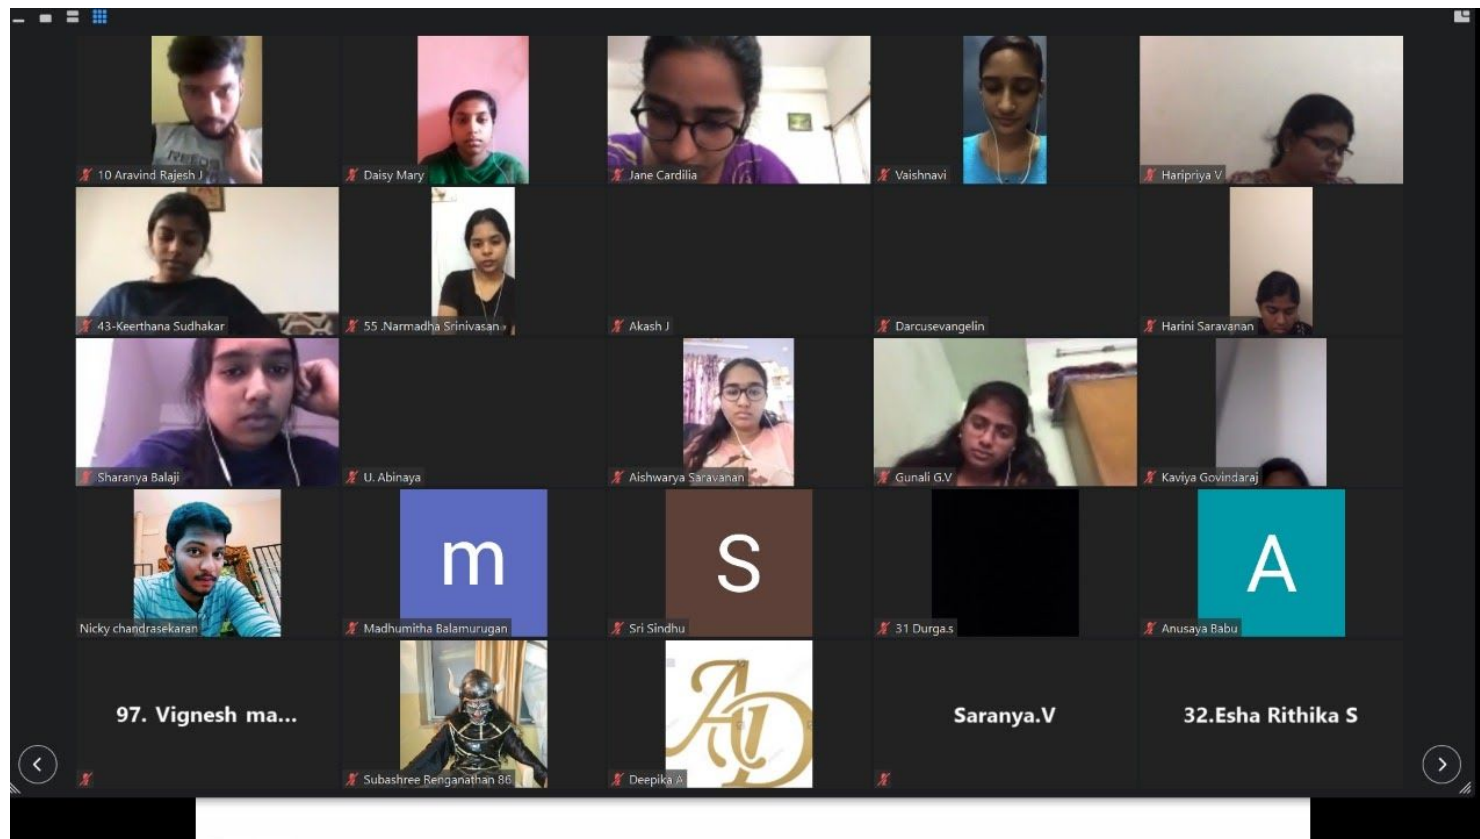 REEDS
10 Aravind Rajesh J
Daisy Mary
Jane Cardilia
Vaishnavi
Haripriya V
43-Keerthana Sudhakar
55 .Narmadha Srinivasan
Akash J
Darcusevangelin
Harini Saravanan
Sharanya Balaji
U. Abinaya
Aishwarya Saravanan
Gunali G.V
Kaviya Govindaraj
m
S
A
Nicky chandrasekaran
Madhumitha Balamurugan
Sri Sindhu
31 Durga.s
Anusaya Babu
97. Vignesh ma...
AD
Saranya.V
32.Esha Rithika S
Subashree Renganathan 86
Deepika A